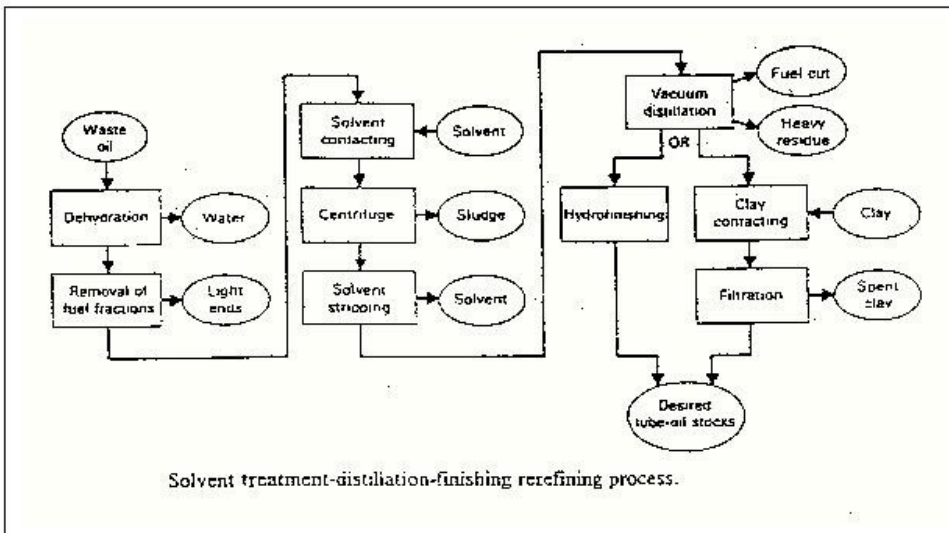 Waste
oil
Dehydration
Water
Removal of
fuel fractions
Light
ends
Solvent
contacting
Solvent
Centrifuge
Sludge
Solvent
stripping
Solvent
Vacuum
distillation
Fuel cut
Heavy
residue
OR
Hydrofinishing
Clay
contacting
Clay
Filtration
Spent
clay
Desired
lube-oil stocks
Solvent treatment-distillation-finishing rerefining process.